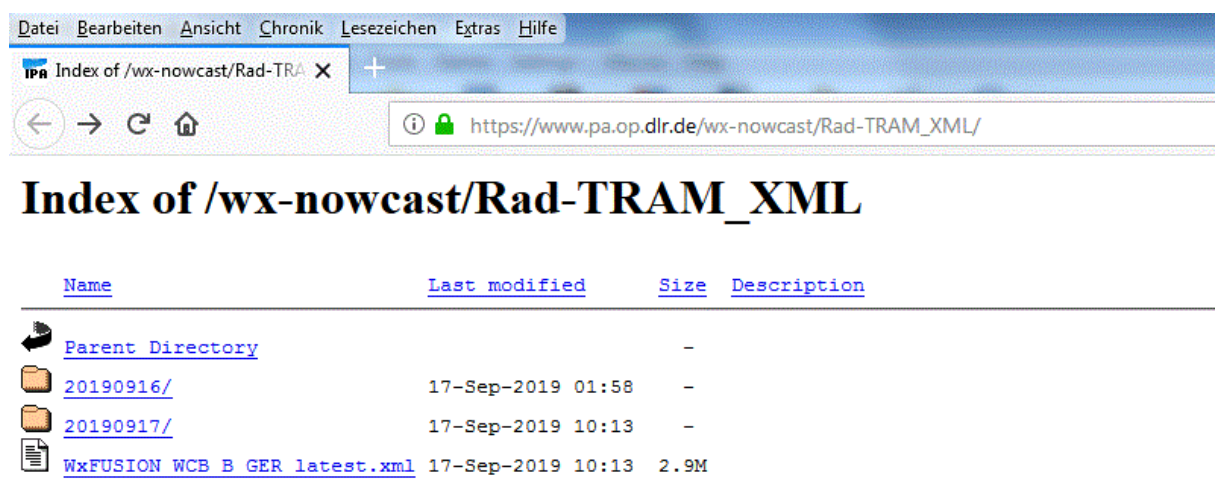 Datei Bearbeiten Ansicht Chronik Lesezeichen Extras Hilfe
IPA Index of /wx-nowcast/Rad-TRA
https://www.pa.op.dlr.de/wx-nowcast/Rad-TRAM_XML/
Index of /wx-nowcast/Rad-TRAM_XML
Name Last modified Size Description
Parent Directory -
20190916/ 17-Sep-2019 01:58 -
20190917/ 17-Sep-2019 10:13 -
WxFUSION_WCB_B_GER_latest.xml 17-Sep-2019 10:13 2.9M